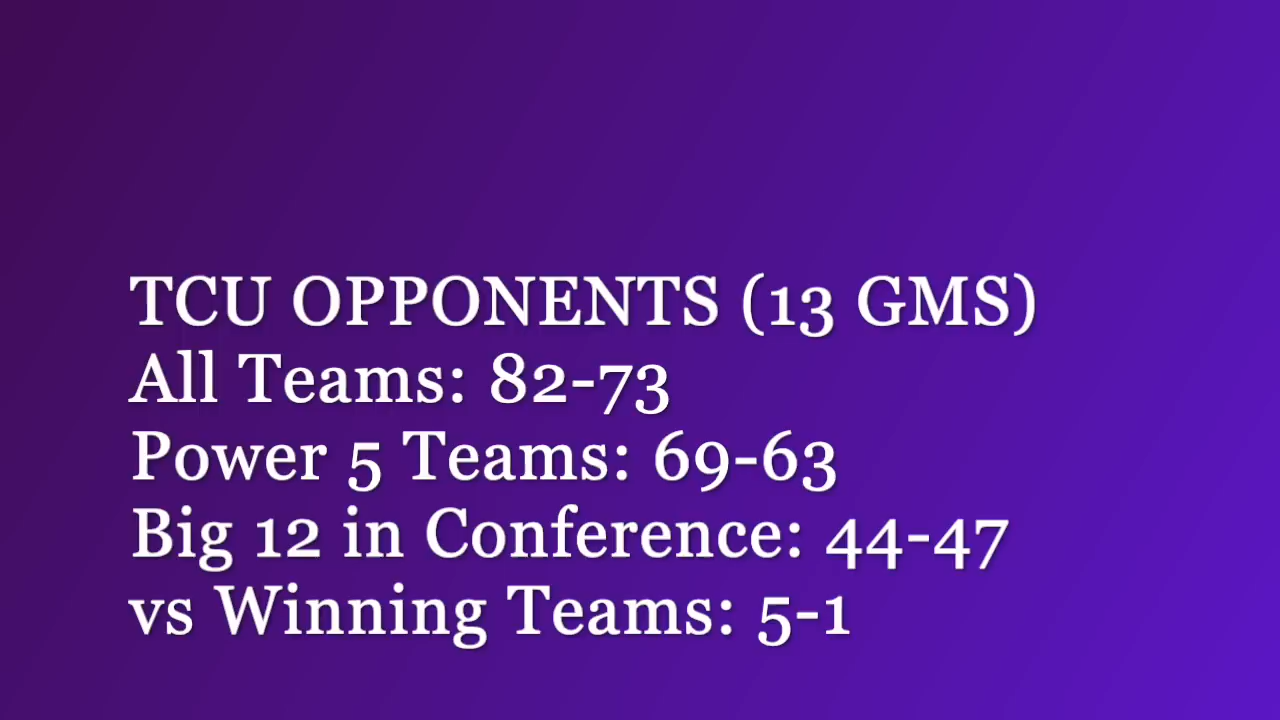 TCU OPPONENTS (13 GMS)
All Teams: 82-73
Power 5 Teams: 69-63
Big 12 in Conference: 44-47
vs Winning Teams: 5-1